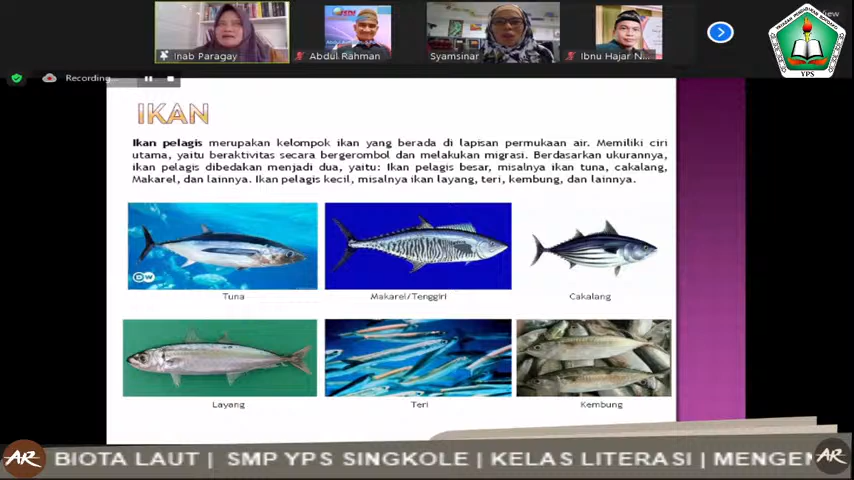 Inab Paragay
Abdul Rahman
Syamsinar
Ibnu Hajar N...
View
YPS
Recording...
IKAN
Ikan pelagis merupakan kelompok ikan yang berada di lapisan permukaan air. Memiliki ciri
utama, yaitu beraktivitas secara bergerombol dan melakukan migrasi. Berdasarkan ukurannya,
ikan pelagis dibedakan menjadi dua, yaitu: Ikan pelagis besar, misalnya ikan tuna, cakalang,
Makarel, dan lainnya. Ikan pelagis kecil, misalnya ikan layang, teri, kembung, dan lainnya.
DW
Tuna
Makarel/Tenggiri
Cakalang
Layang
Teri
Kembung
AR
BIOTA LAUT | SMP YPS SINGKOLE | KELAS LITERASI | MENGEN
AR